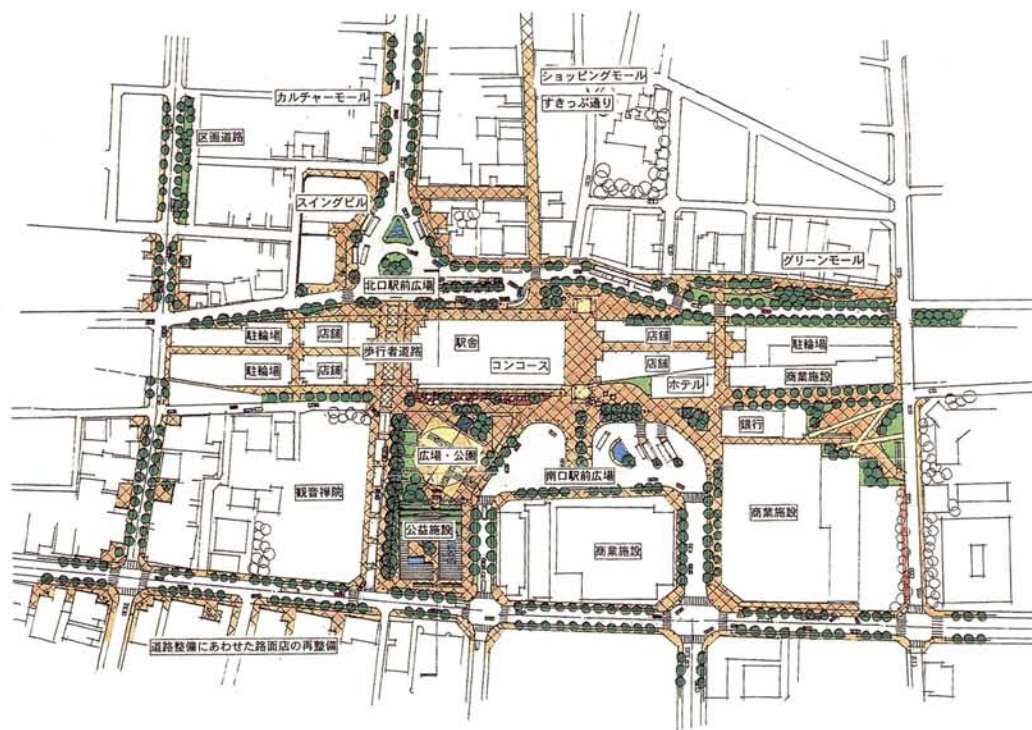 ショッピングモール
カルチャーモール
すきっぷ通り
区画道路
スイングビル
グリーンモール
北口駅前広場
駐輪場
店舗
駅舎
店舗
駐輪場
歩行者道路
コンコース
店舗
駐輪場
店舗
ホテル
商業施設
銀行
広場・公園
南口駅前広場
観音禅院
商業施設
公益施設
商業施設
道路整備にあわせた路面店の再整備